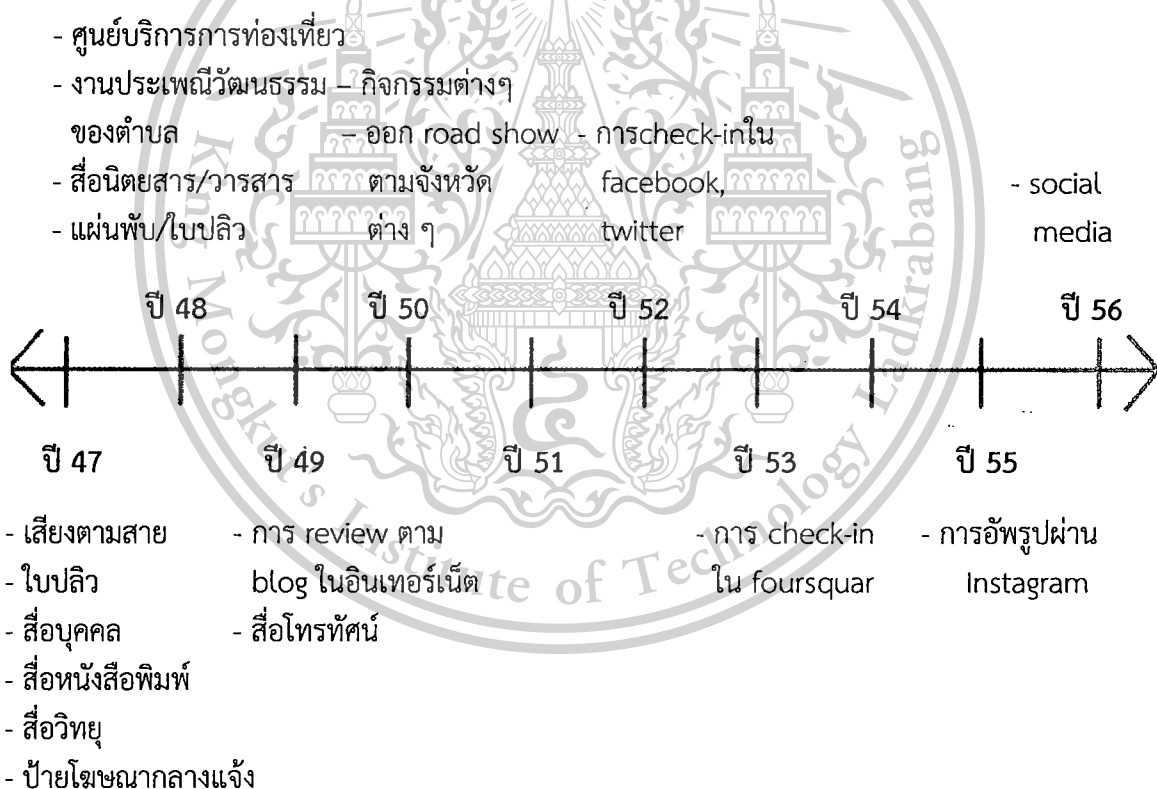 - ศูนย์บริการการท่องเที่ยว
- งานประเพณีวัฒนธรรม – กิจกรรมต่างๆ
ของตำบล – ออก road show - การcheck-inใน
- สื่อนิตยสาร/วารสาร ตามจังหวัด facebook, - social
- แผ่นพับ/ใบปลิว ต่าง ๆ twitter media
ปี 48 ปี 50 ปี 52 ปี 54 ปี 56
ปี 47 ปี 49 ปี 51 ปี 53 ปี 55
- เสียงตามสาย - การ review ตาม - การ check-in - การอัพรูปผ่าน
- ใบปลิว blog ในอินเทอร์เน็ต ใน foursquar Instagram
- สื่อบุคคล - สื่อโทรทัศน์
- สื่อหนังสือพิมพ์
- สื่อวิทยุ
- ป้ายโฆษณากลางแจ้ง
King Mongkut's Institute of Technology Ladkrabang